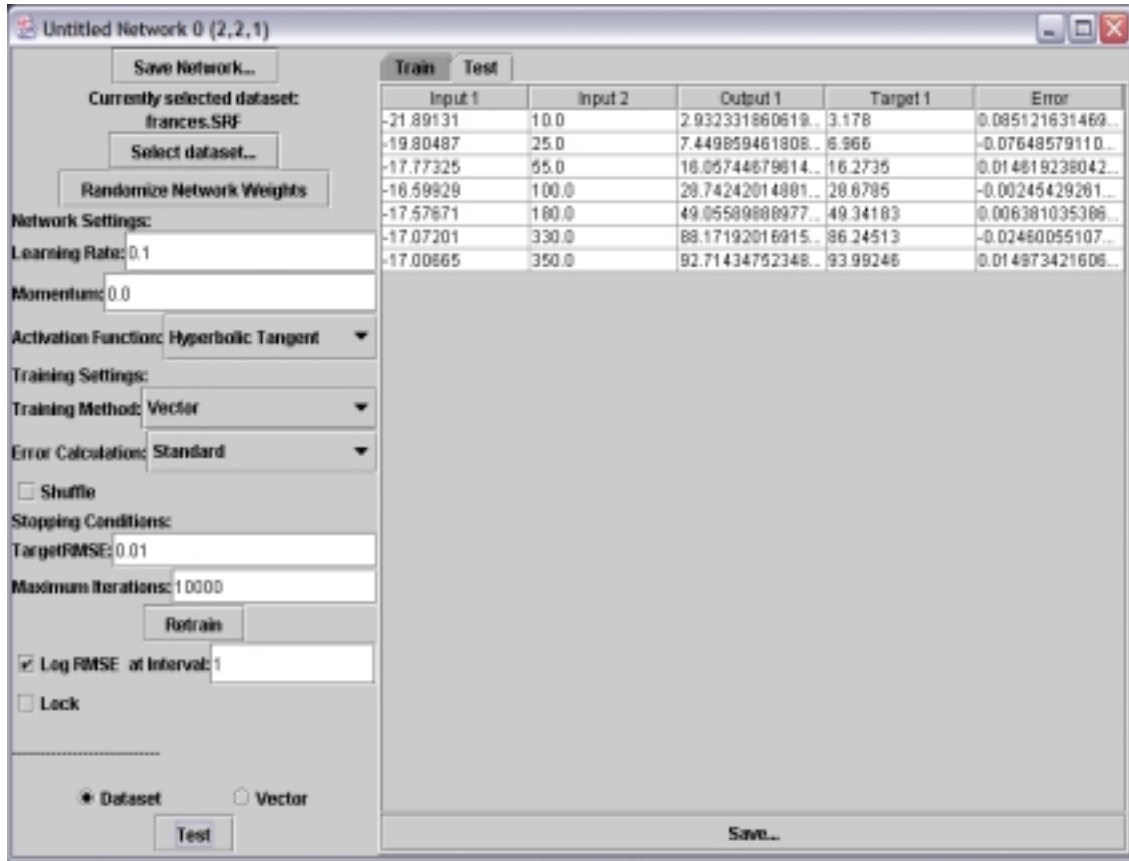 Untitled Network 0 (2,2,1)
Save Network...
Currently selected dataset:
frances.SRF
Select dataset...
Randomize Network Weights
Network Settings:
Learning Rate: 0.1
Momentum: 0.0
Activation Function: Hyperbolic Tangent
Training Settings:
Training Method: Vector
Error Calculation: Standard
Shuffle
Stopping Conditions:
TargetRMSE: 0.01
Maximum Iterations: 10000
Retrain
Log RMSE at Interval: 1
Lock
------------------------------
Dataset Vector
Test
Train Test
Input 1 Input 2 Output 1 Target 1 Error
-21.89131 10.0 2.932331860619... 3.178 0.085121631469...
-19.80487 25.0 7.449859461808... 6.966 -0.07648579110...
-17.77325 55.0 16.05744679614... 16.2735 0.014619238042...
-16.59929 100.0 28.74242014881... 28.6785 -0.00245429261...
-17.57671 180.0 49.05589888977... 49.34183 0.006381035386...
-17.07201 330.0 88.17192016915... 86.24513 -0.02460055107...
-17.00665 350.0 92.71434752348... 93.99246 0.014973421606...
Save...